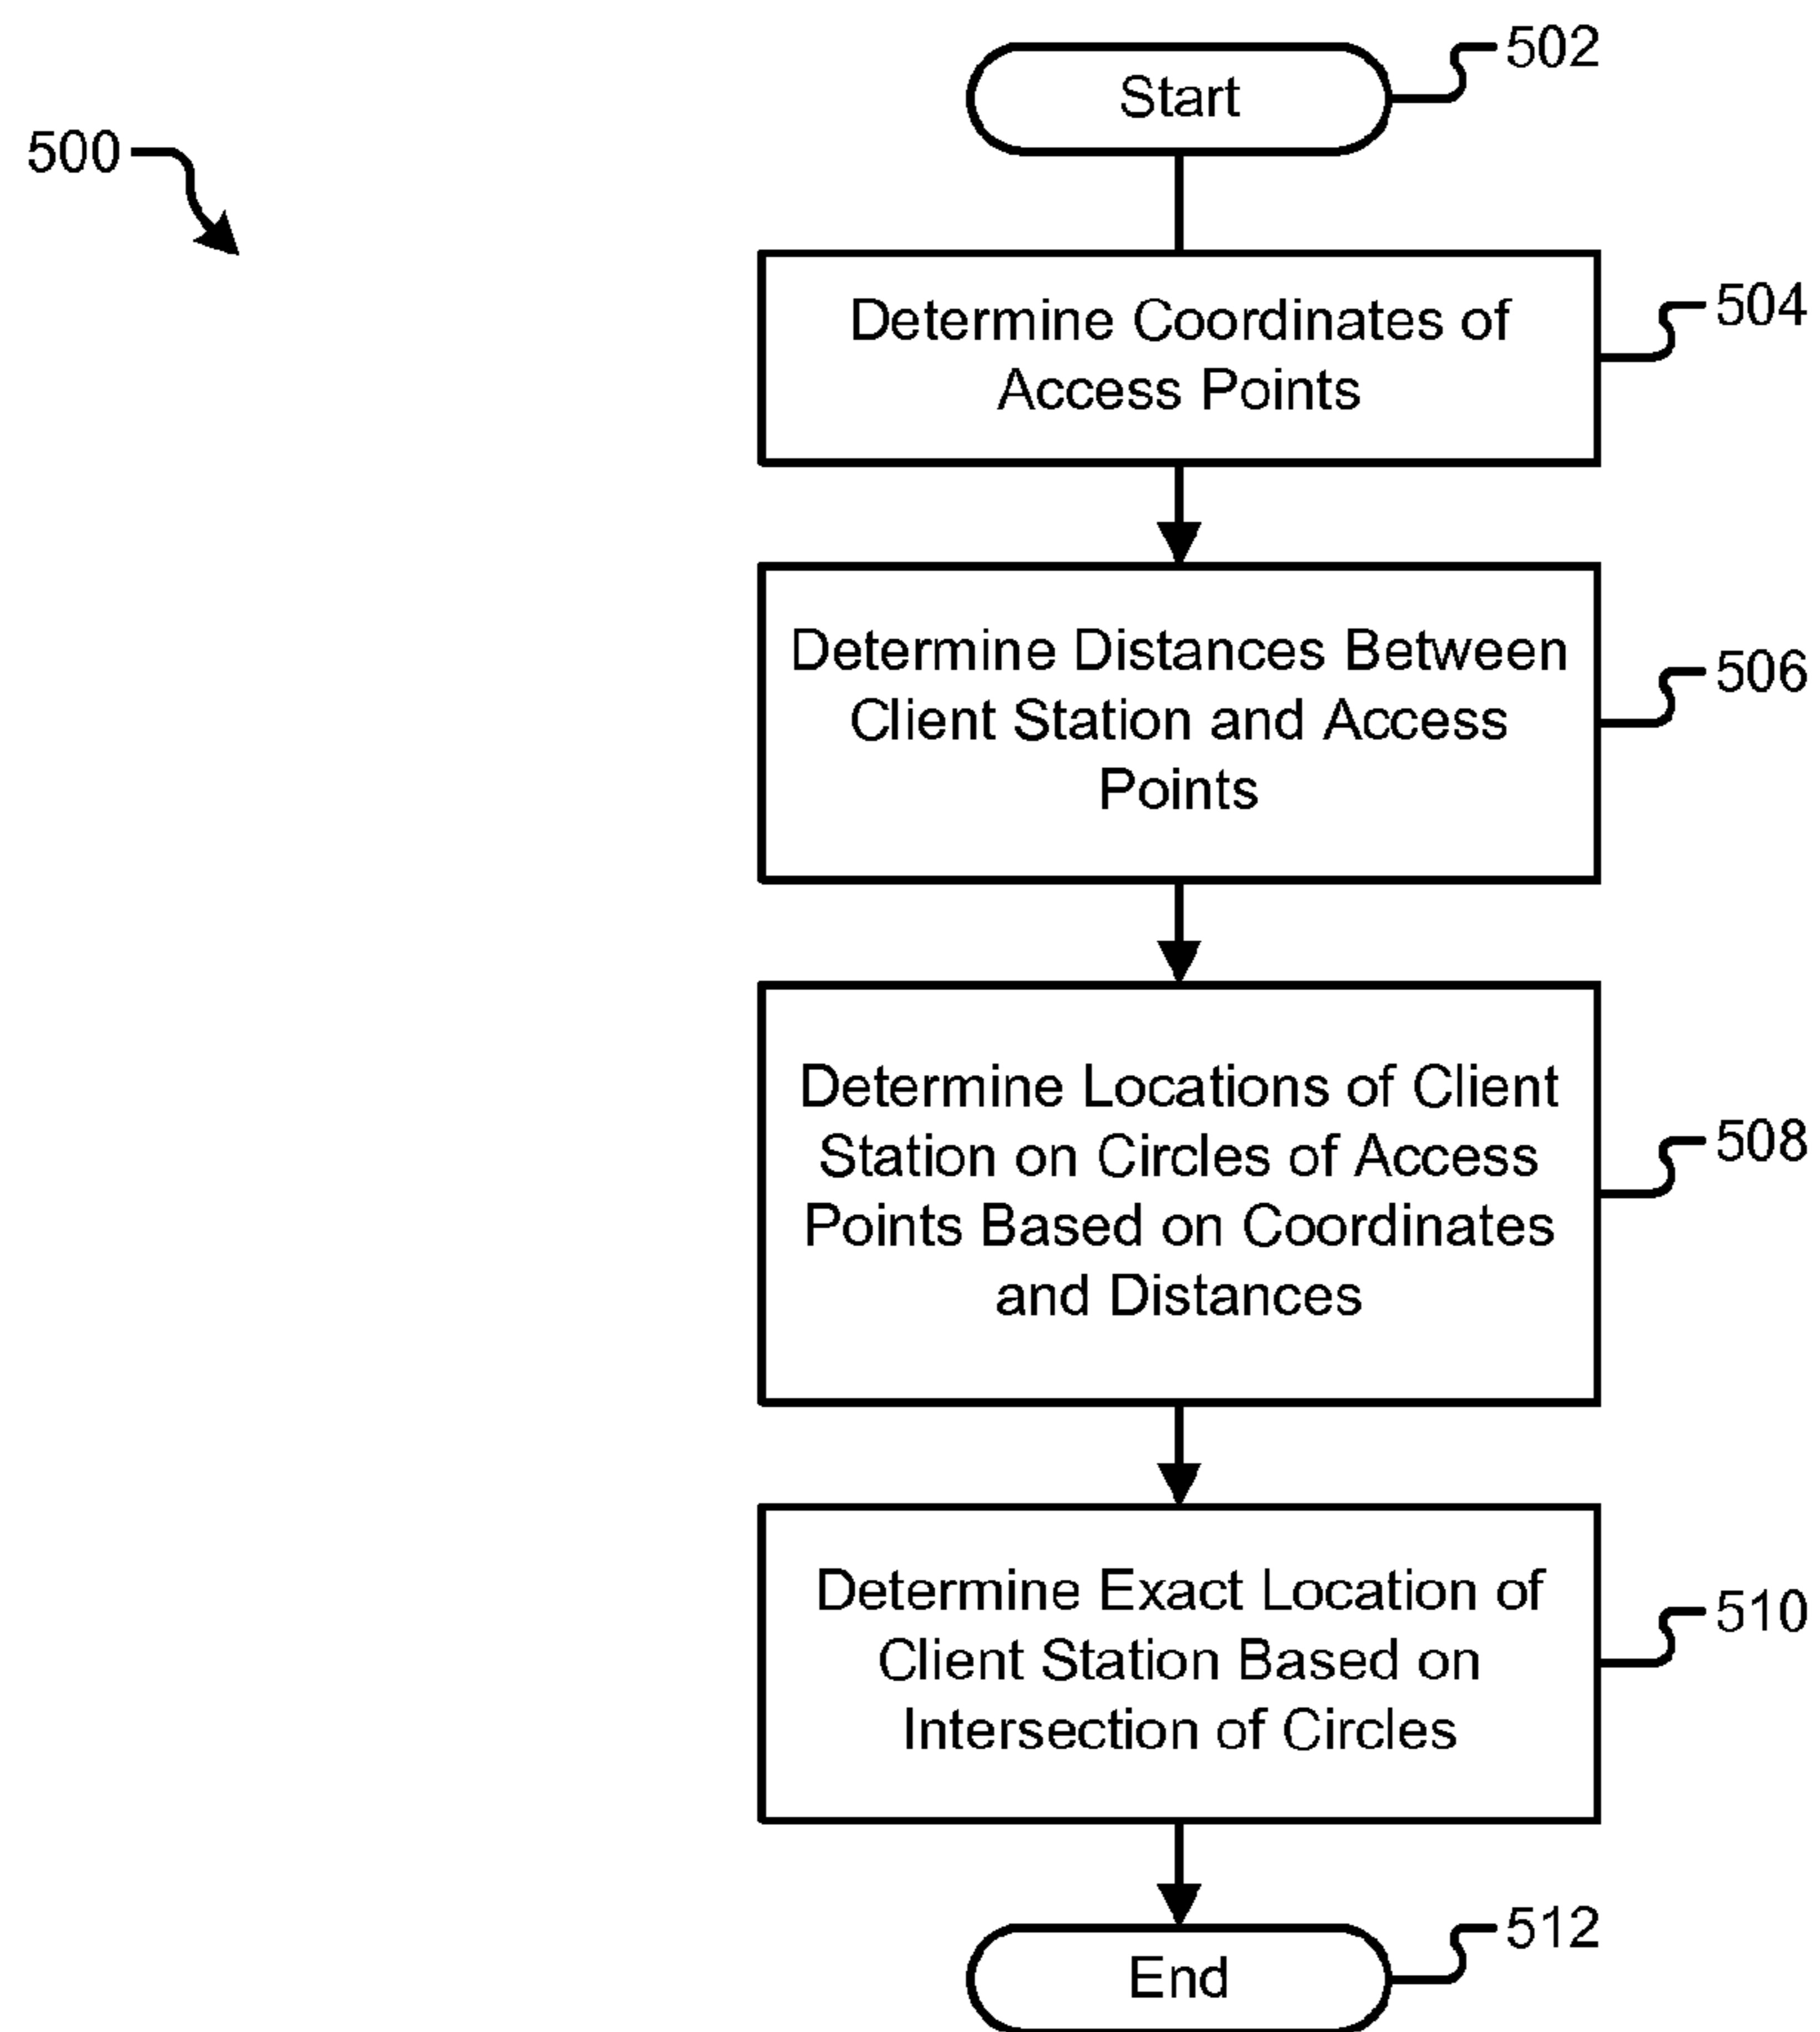 502
Start
500
504
Determine Coordinates of
Access Points
506
Determine Distances Between
Client Station and Access
Points
508
Determine Locations of Client
Station on Circles of Access
Points Based on Coordinates
and Distances
510
Determine Exact Location of
Client Station Based on
Intersection of Circles
512
End